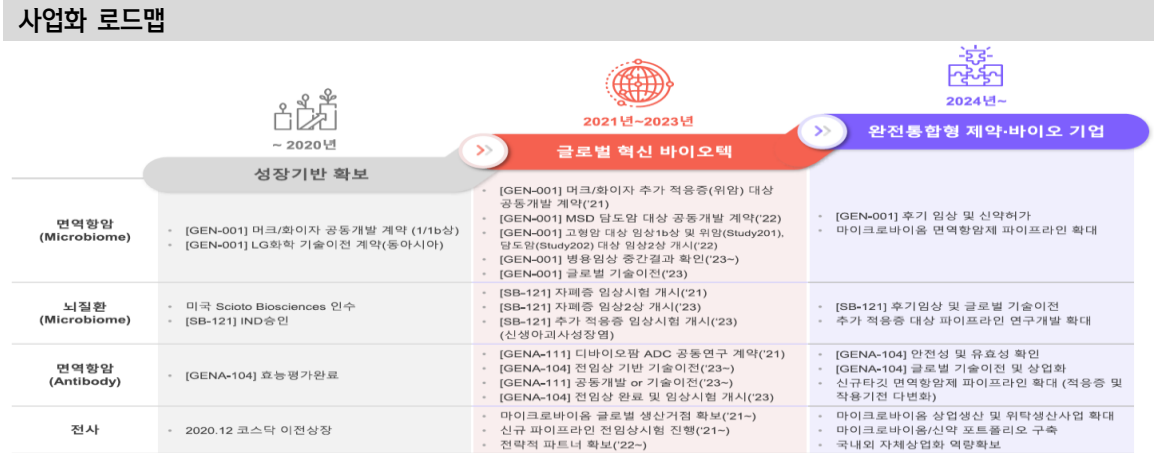 사업화 로드맵
~ 2020년
2021년~2023년
2024년~
성장기반 확보
글로벌 혁신 바이오텍
완전통합형 제약·바이오 기업
면역항암
(Microbiome)
- [GEN-001] 머크/화이자 공동개발 계약 (1/1b상)
- [GEN-001] LG화학 기술이전 계약(동아시아)
- [GEN-001] 머크/화이자 추가 적응증(위암) 대상
공동개발 계약('21)
- [GEN-001] MSD 담도암 대상 공동개발 계약('22)
- [GEN-001] 고형암 대상 임상1b상 및 위암(Study201),
담도암(Study202) 대상 임상2상 개시('22)
- [GEN-001] 병용임상 중간결과 확인('23~)
- [GEN-001] 글로벌 기술이전('23)
- [GEN-001] 후기 임상 및 신약허가
- 마이크로바이옴 면역항암제 파이프라인 확대
뇌질환
(Microbiome)
- 미국 Scioto Biosciences 인수
- [SB-121] IND승인
- [SB-121] 자폐증 임상시험 개시('21)
- [SB-121] 자폐증 임상2상 개시('23)
- [SB-121] 추가 적응증 임상시험 개시('23)
(신생아괴사성장염)
- [SB-121] 후기임상 및 글로벌 기술이전
- 추가 적응증 대상 파이프라인 연구개발 확대
면역항암
(Antibody)
- [GENA-104] 효능평가완료
- [GENA-111] 디바이오팜 ADC 공동연구 계약('21)
- [GENA-104] 전임상 기반 기술이전('23~)
- [GENA-111] 공동개발 or 기술이전('23~)
- [GENA-104] 전임상 완료 및 임상시험 개시('23)
- [GENA-104] 안전성 및 유효성 확인
- [GENA-104] 글로벌 기술이전 및 상업화
- 신규타깃 면역항암제 파이프라인 확대 (적응증 및
작용기전 다변화)
전사
- 2020.12 코스닥 이전상장
- 마이크로바이옴 글로벌 생산거점 확보('21~)
- 신규 파이프라인 전임상시험 진행('21~)
- 전략적 파트너 확보('22~)
- 마이크로바이옴 상업생산 및 위탁생산사업 확대
- 마이크로바이옴/신약 포트폴리오 구축
- 국내외 자체상업화 역량확보